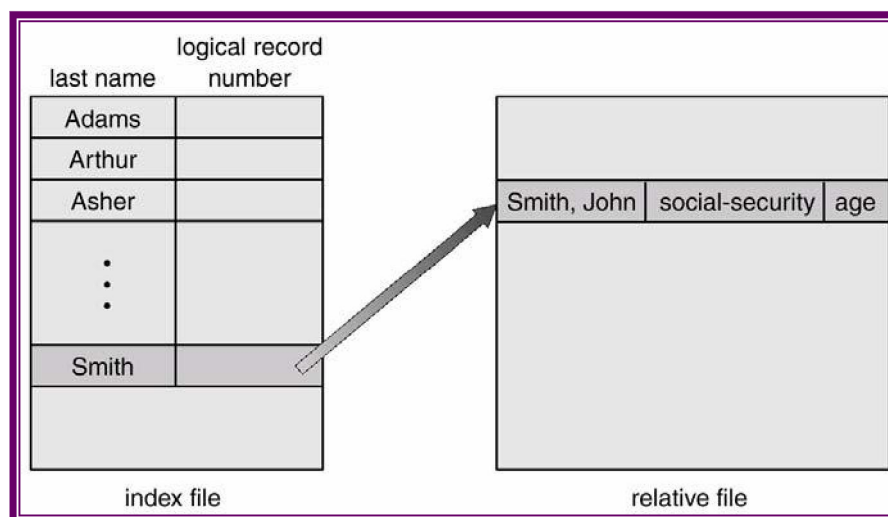 logical record
last name number
Adams
Arthur
Asher
Smith
Smith, John social-security age
index file
relative file